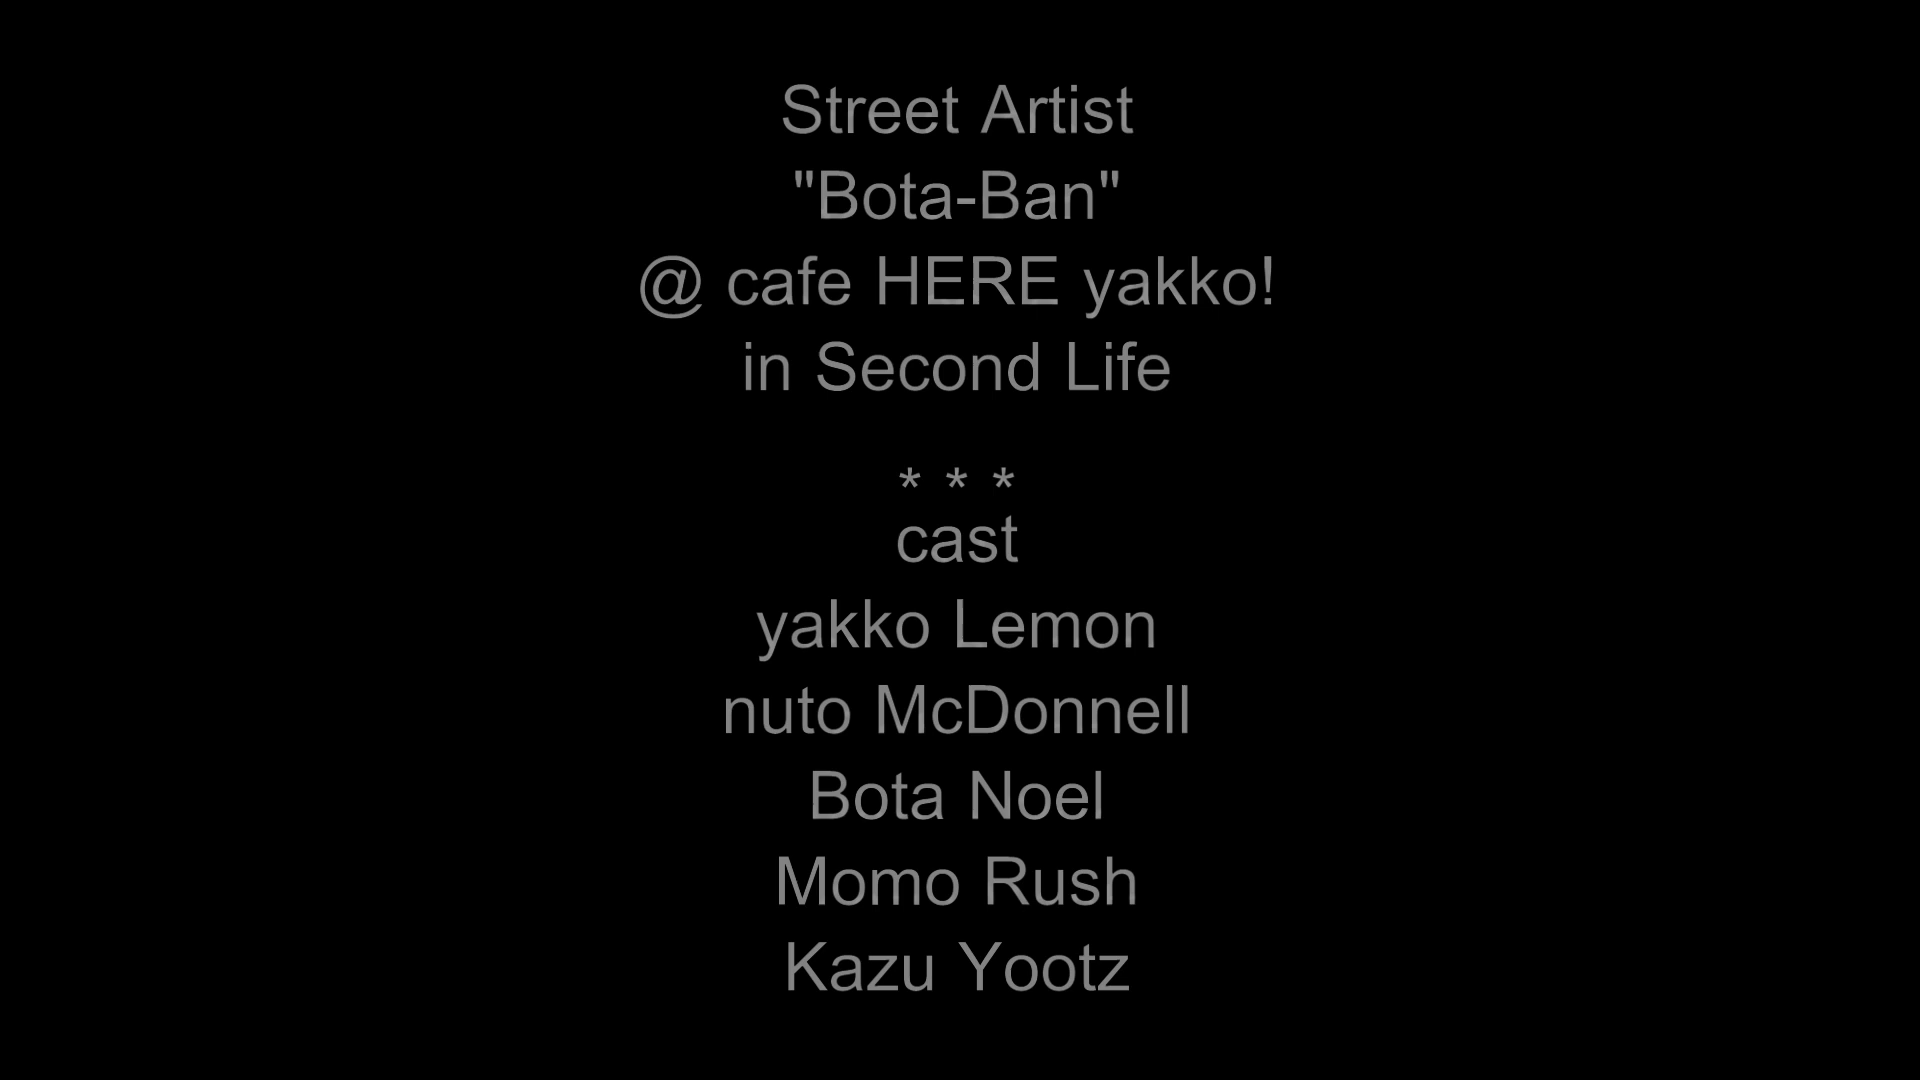 Street Artist
"Bota-Ban"
@ cafe HERE yakko!
in Second Life
* * *
cast
yakko Lemon
nuto McDonnell
Bota Noel
Momo Rush
Kazu Yootz